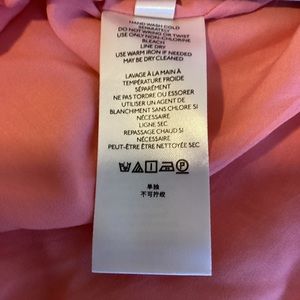 HAND WASH COLD
SEPARATELY
DO NOT WRING OR TWIST
USE ONLY NON-CHLORINE
BLEACH
LINE DRY
USE WARM IRON IF NEEDED
MAY BE DRY CLEANED
LAVAGE À LA MAIN À
TEMPÉRATURE FROIDE
SÉPARÉMENT
NE PAS TORDRE OU ESSORER
UTILISER UN AGENT DE
BLANCHIMENT SANS CHLORE SI
NÉCESSAIRE
LIGNE SEC
REPASSAGE CHAUD SI
NÉCESSAIRE
PEUT-ÊTRE ÊTRE NETTOYÉE SEC
P
单独
不可拧绞